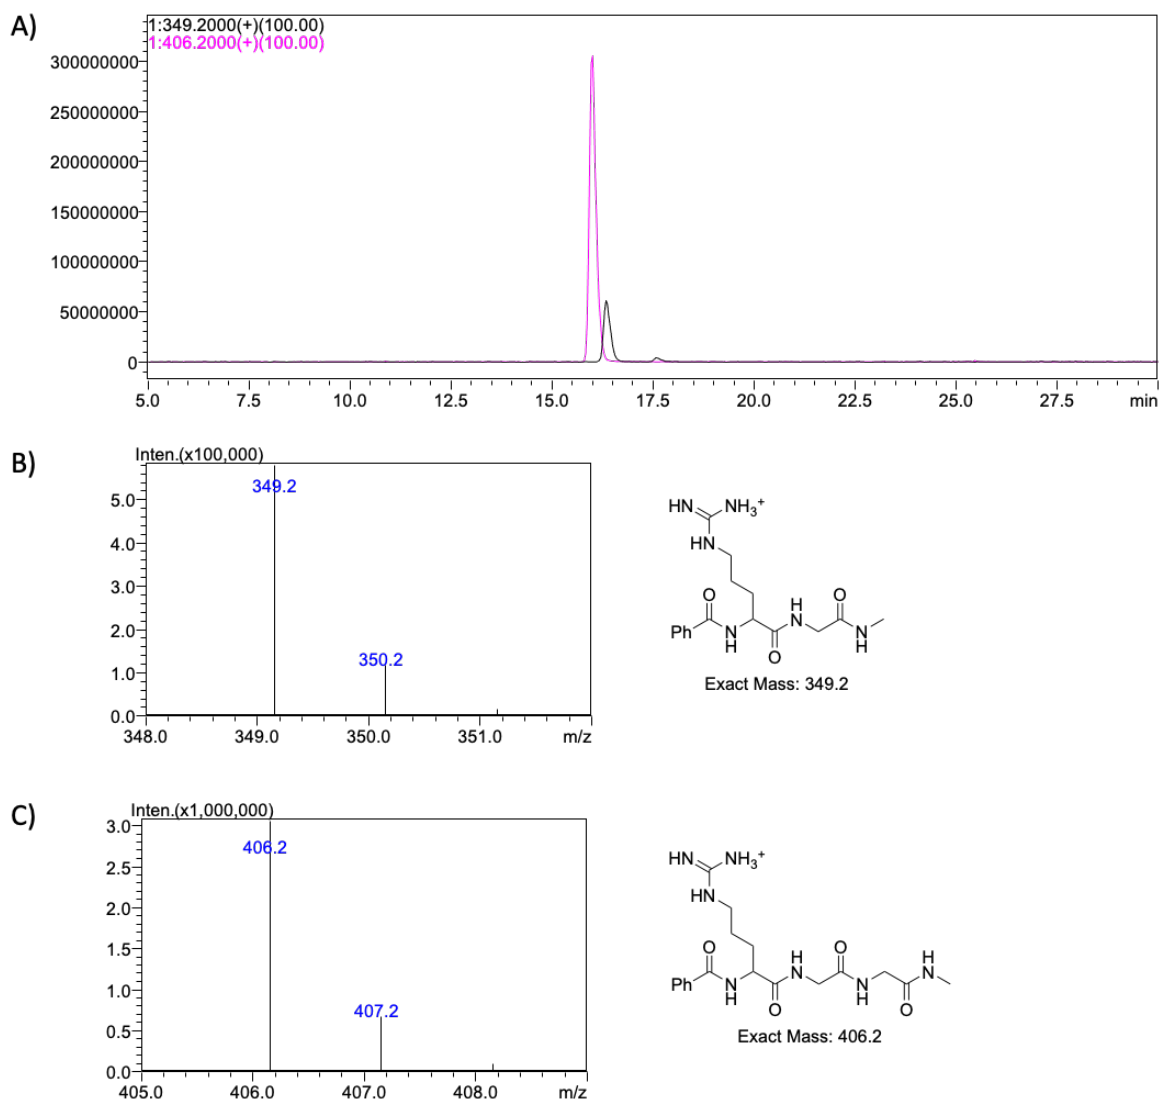 A)
1:349.2000(+)(100.00)
1:406.2000(+)(100.00)
300000000
250000000
200000000
150000000
100000000
50000000
0
5.0 7.5 10.0 12.5 15.0 17.5 20.0 22.5 25.0 27.5 min
B)
Inten.(x100,000)
5.0
4.0
3.0
2.0
1.0
0.0
349.2
350.2
348.0 349.0 350.0 351.0 m/z
HN NH3+
HN
O H O
Ph N N
H O H
N
Exact Mass: 349.2
C)
Inten.(x1,000,000)
3.0
2.5
2.0
1.5
1.0
0.5
0.0
406.2
407.2
405.0 406.0 407.0 408.0 m/z
HN NH3+
HN
O H O H
N N
Ph N N
H O H O
Exact Mass: 406.2